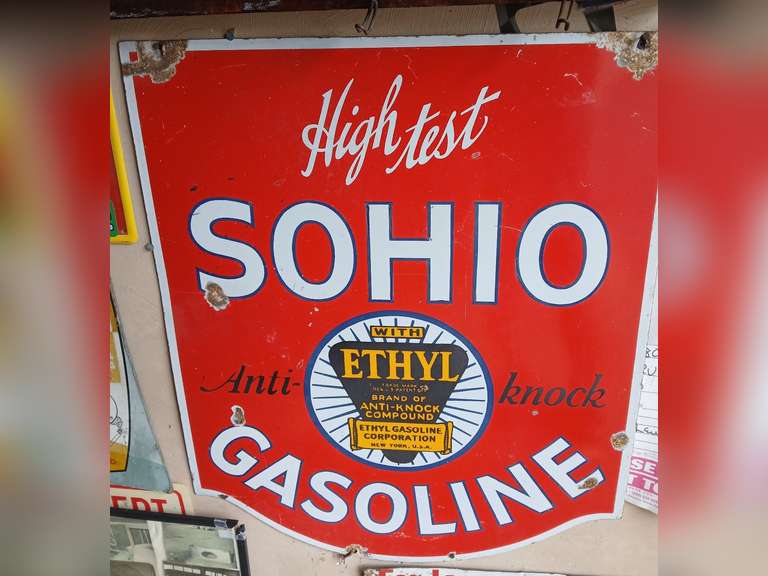 High test
SOHIO
WITH
ETHYL
TRADE MARK
REG. U.S. PATENT OFF.
BRAND OF
ANTI-KNOCK
COMPOUND
ETHYL GASOLINE
CORPORATION
NEW YORK, U.S.A.
Anti-knock
GASOLINE